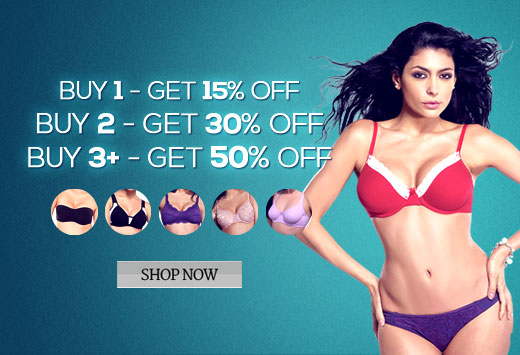 BUY 1 - GET 15% OFF
BUY 2 - GET 30% OFF
BUY 3+ - GET 50% OFF
SHOP NOW